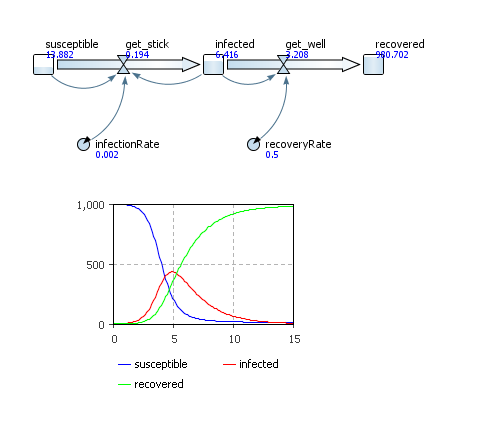 susceptible get_stick infected get_well recovered
13.882 0.194 6.416 3.208 980.702
infectionRate recoveryRate
0.002 0.5
1,000
500
0
0 5 10 15
susceptible infected
recovered